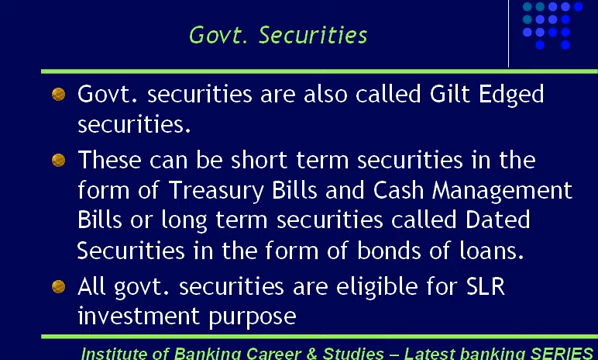 Govt. Securities
Govt. securities are also called Gilt Edged
securities.
These can be short term securities in the
form of Treasury Bills and Cash Management
Bills or long term securities called Dated
Securities in the form of bonds of loans.
All govt. securities are eligible for SLR
investment purpose
Institute of Banking Career & Studies – Latest banking SERIES